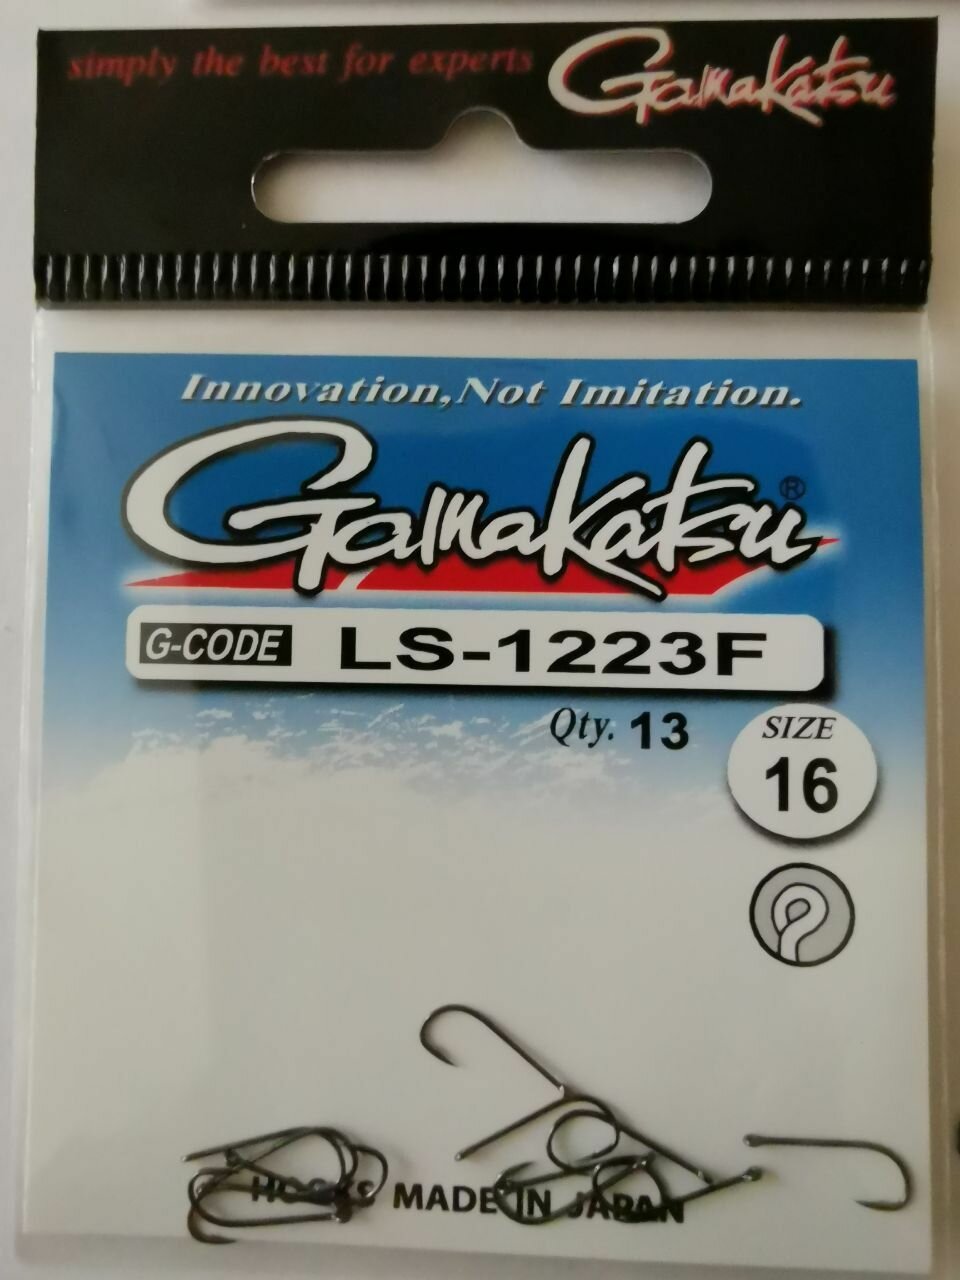 simply the best for experts Gamakatsu
Innovation, Not Imitation.
Gamakatsu®
G-CODE LS-1223F
Qty. 13
SIZE
16
HOOKS MADE IN JAPAN